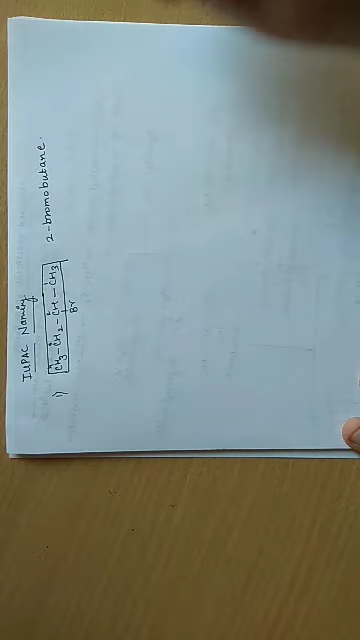 IUPAC Naming
1) CH3-CH2-CH-CH3 2-bromobutane.
Br